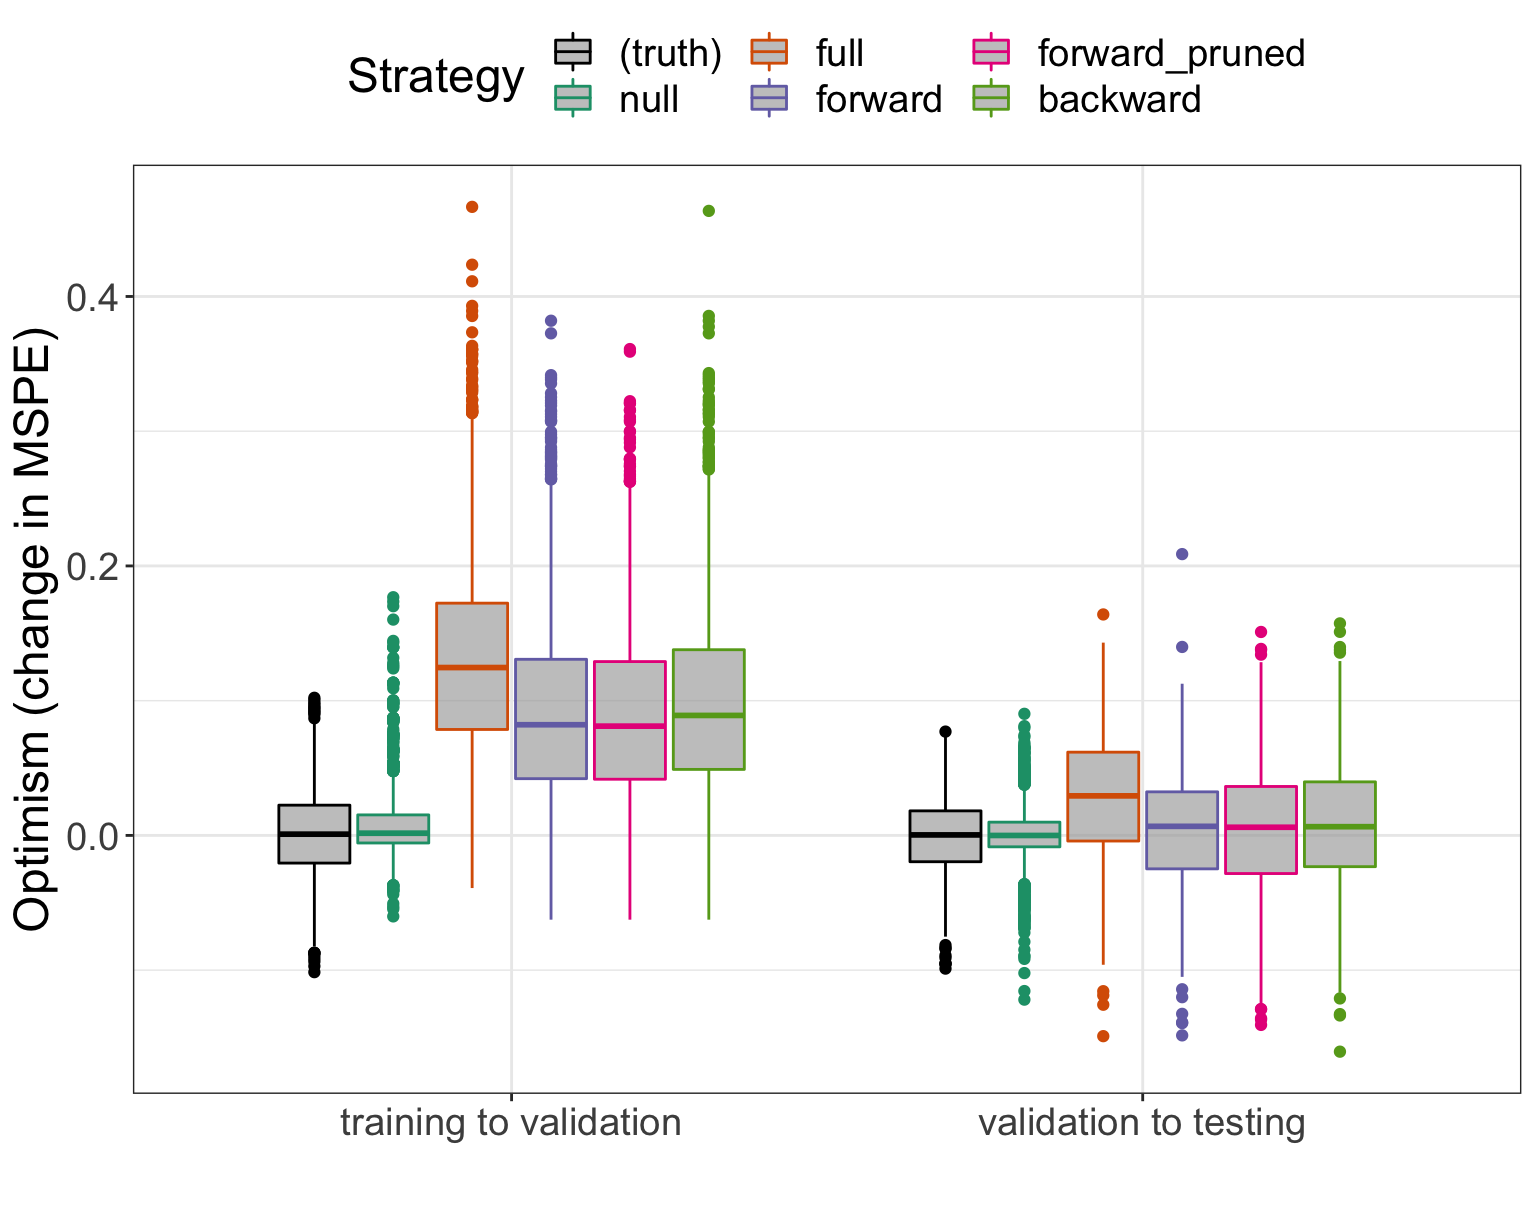 Strategy
(truth) full forward_pruned
null forward backward
Optimism (change in MSPE)
0.4
0.2
0.0
training to validation validation to testing